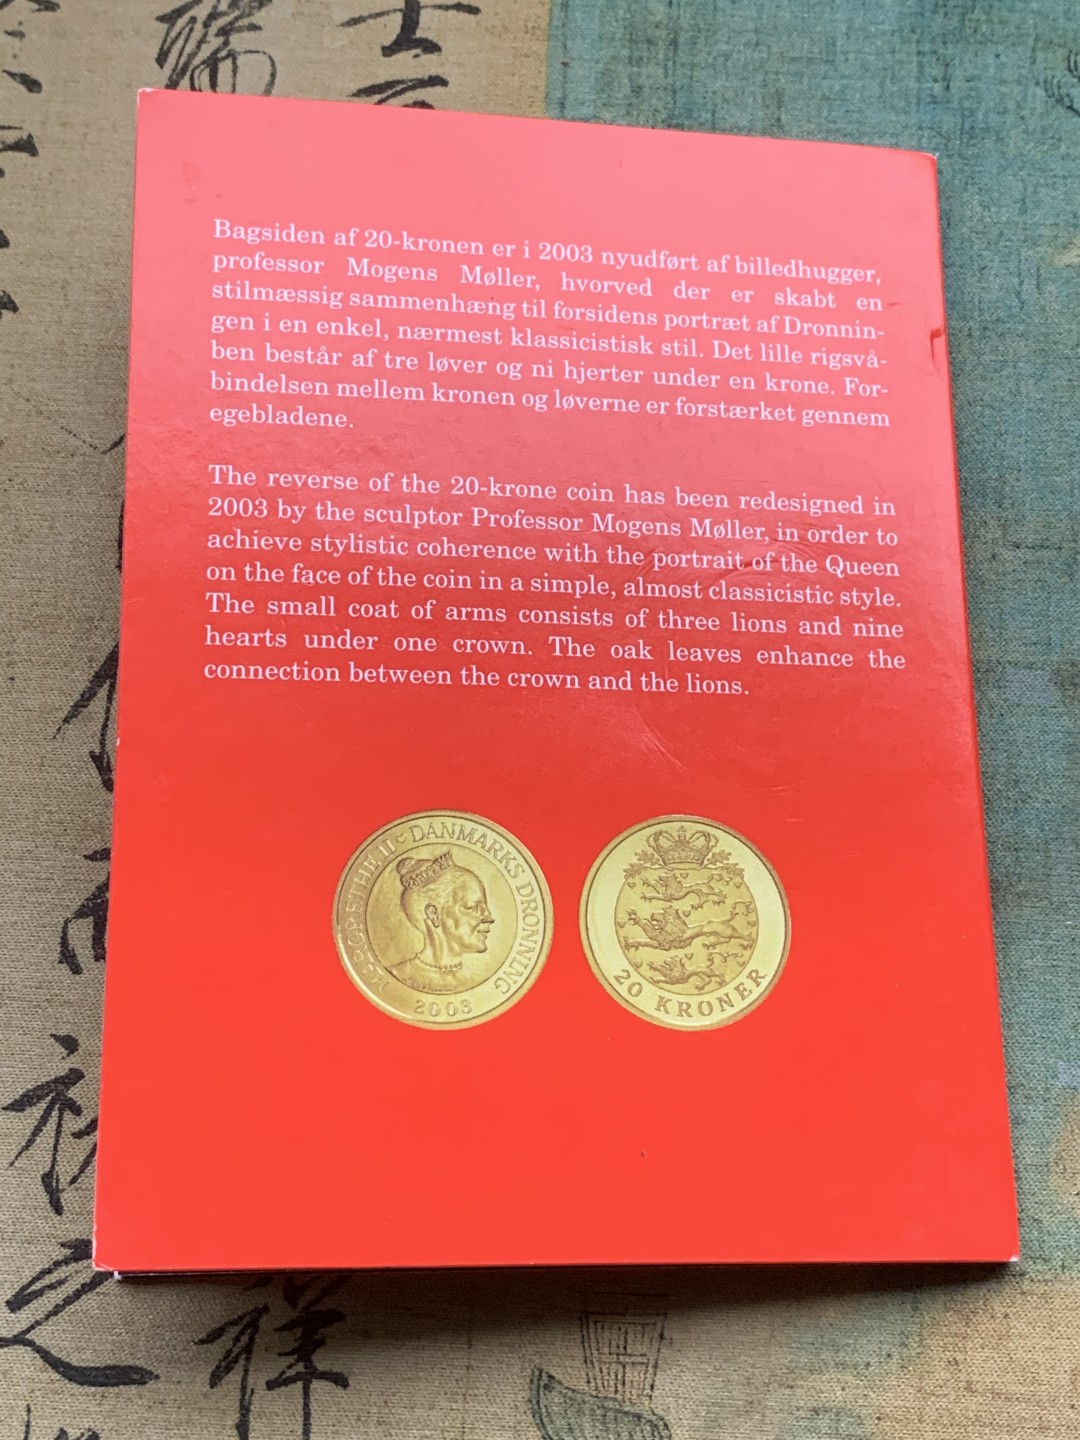 Bagsiden af 20-kronen er i 2003 nyudført af billedhugger,
professor Mogens Møller, hvorved der er skabt en
stilmæssig sammenhæng til forsidens portræt af Dronnin-
gen i en enkel, nærmest klassicistisk stil. Det lille rigsvå-
ben består af tre løver og ni hjerter under en krone. For-
bindelsen mellem kronen og løverne er forstærket gennem
egebladene.
The reverse of the 20-krone coin has been redesigned in
2003 by the sculptor Professor Mogens Møller, in order to
achieve stylistic coherence with the portrait of the Queen
on the face of the coin in a simple, almost classicistic style.
The small coat of arms consists of three lions and nine
hearts under one crown. The oak leaves enhance the
connection between the crown and the lions.
MARGRETHE II DANMARKS DRONNING
2003
20 KRONER
祥